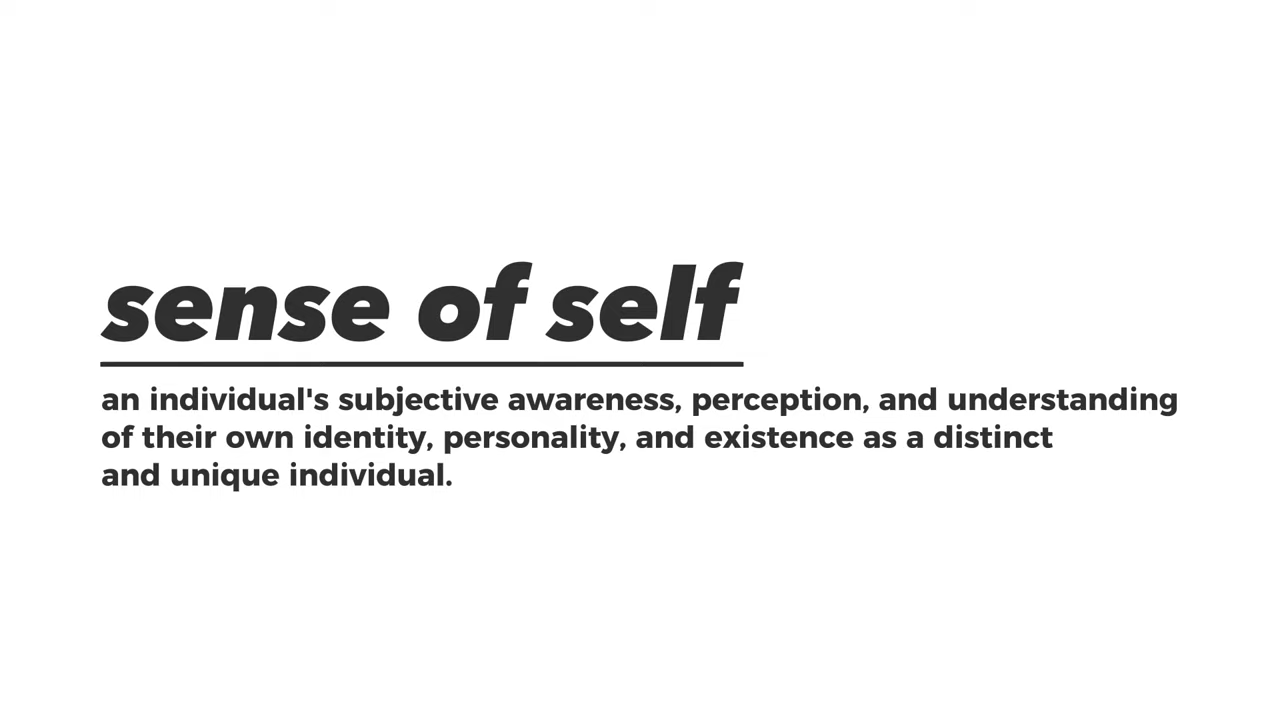 sense of self
an individual's subjective awareness, perception, and understanding
of their own identity, personality, and existence as a distinct
and unique individual.